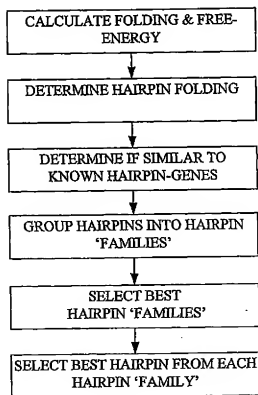 CALCULATE FOLDING & FREE-
ENERGY
DETERMINE HAIRPIN FOLDING
DETERMINE IF SIMILAR TO
KNOWN HAIRPIN-GENES
GROUP HAIRPINS INTO HAIRPIN
‘FAMILIES’
SELECT BEST
HAIRPIN ‘FAMILIES’
SELECT BEST HAIRPIN FROM EACH
HAIRPIN ‘FAMILY’